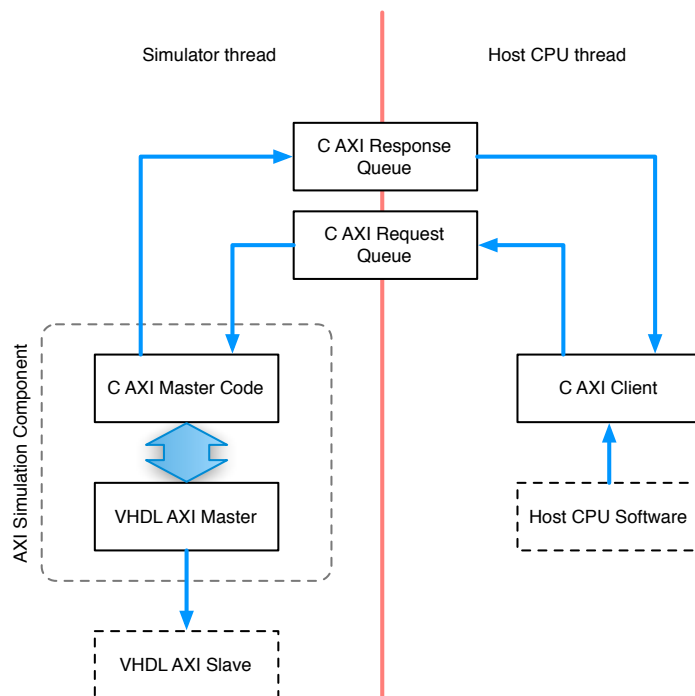 Simulator thread
Host CPU thread
C AXI Response
Queue
C AXI Request
Queue
AXI Simulation Component
C AXI Master Code
C AXI Client
VHDL AXI Master
Host CPU Software
VHDL AXI Slave